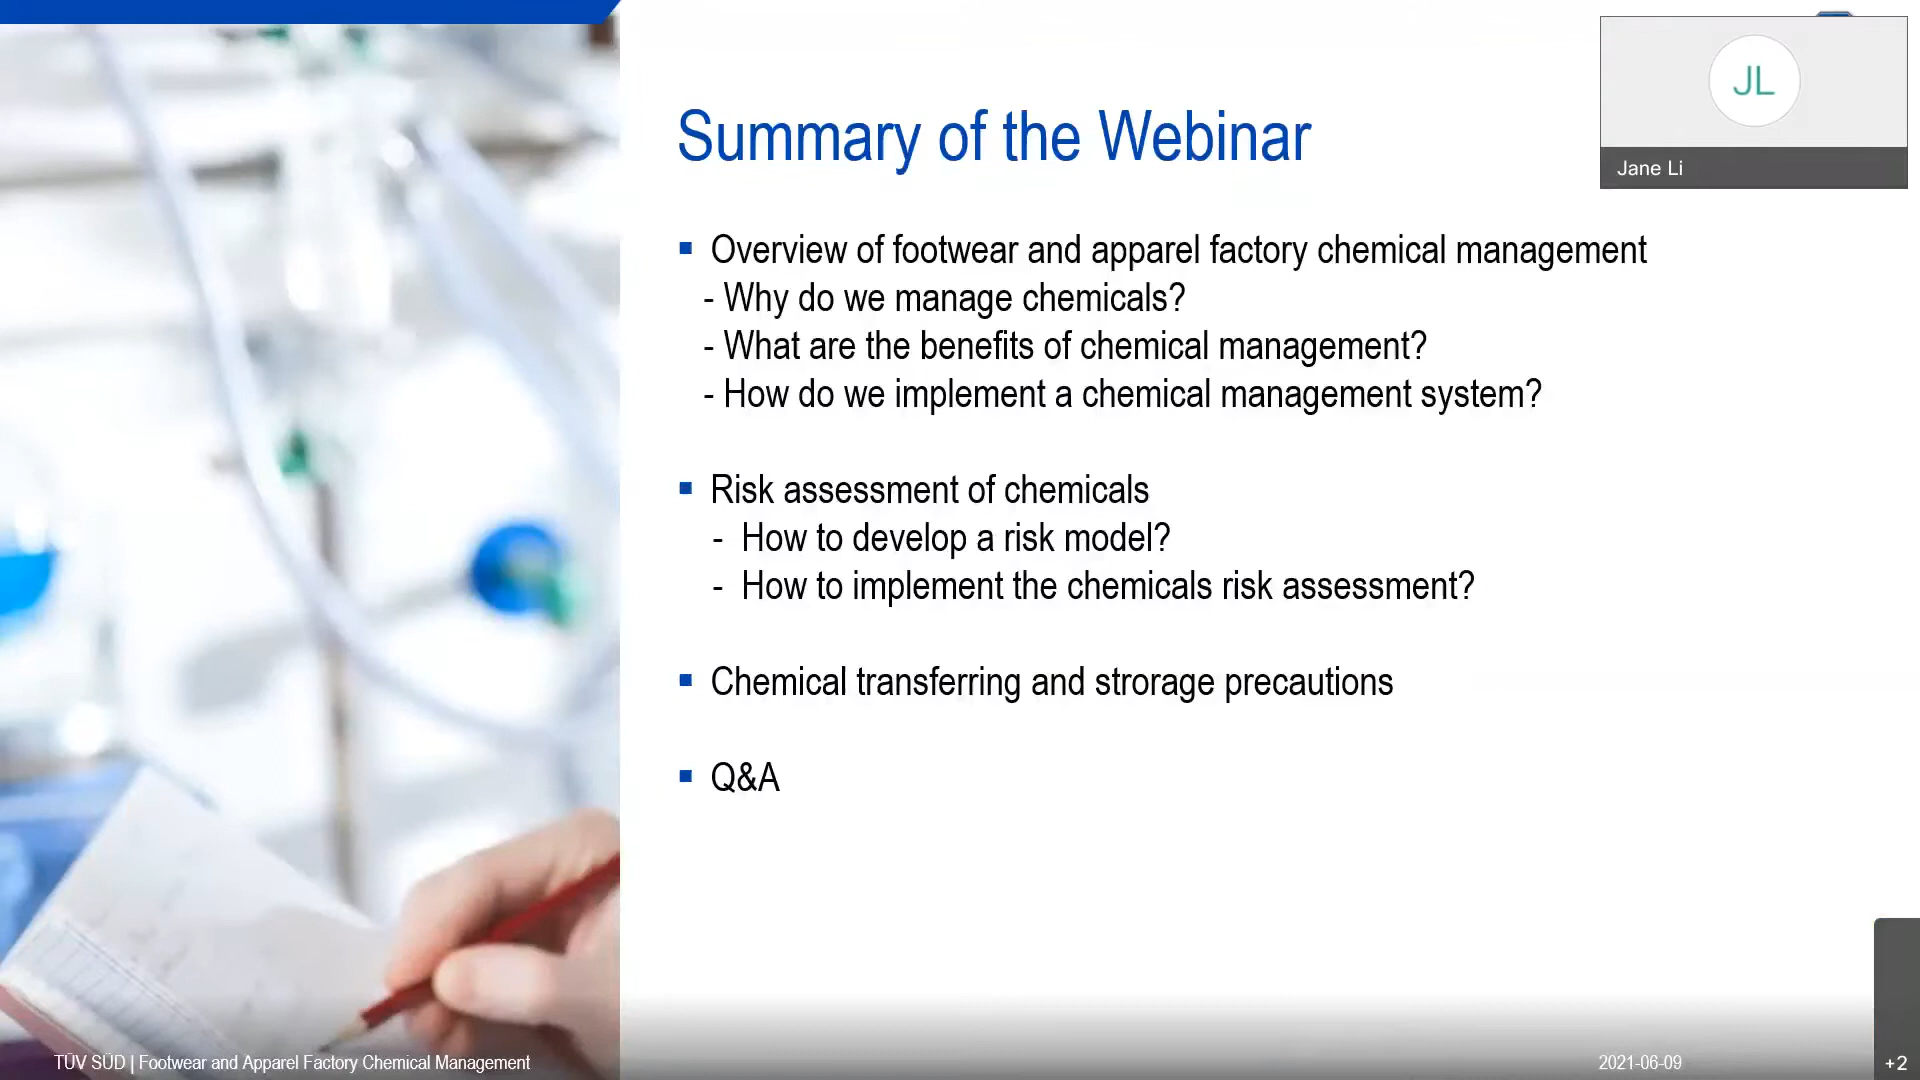 Summary of the Webinar
JL
Jane Li
▪ Overview of footwear and apparel factory chemical management
- Why do we manage chemicals?
- What are the benefits of chemical management?
- How do we implement a chemical management system?
▪ Risk assessment of chemicals
- How to develop a risk model?
- How to implement the chemicals risk assessment?
▪ Chemical transferring and strorage precautions
▪ Q&A
TÜV SÜD | Footwear and Apparel Factory Chemical Management
2021-06-09
+2